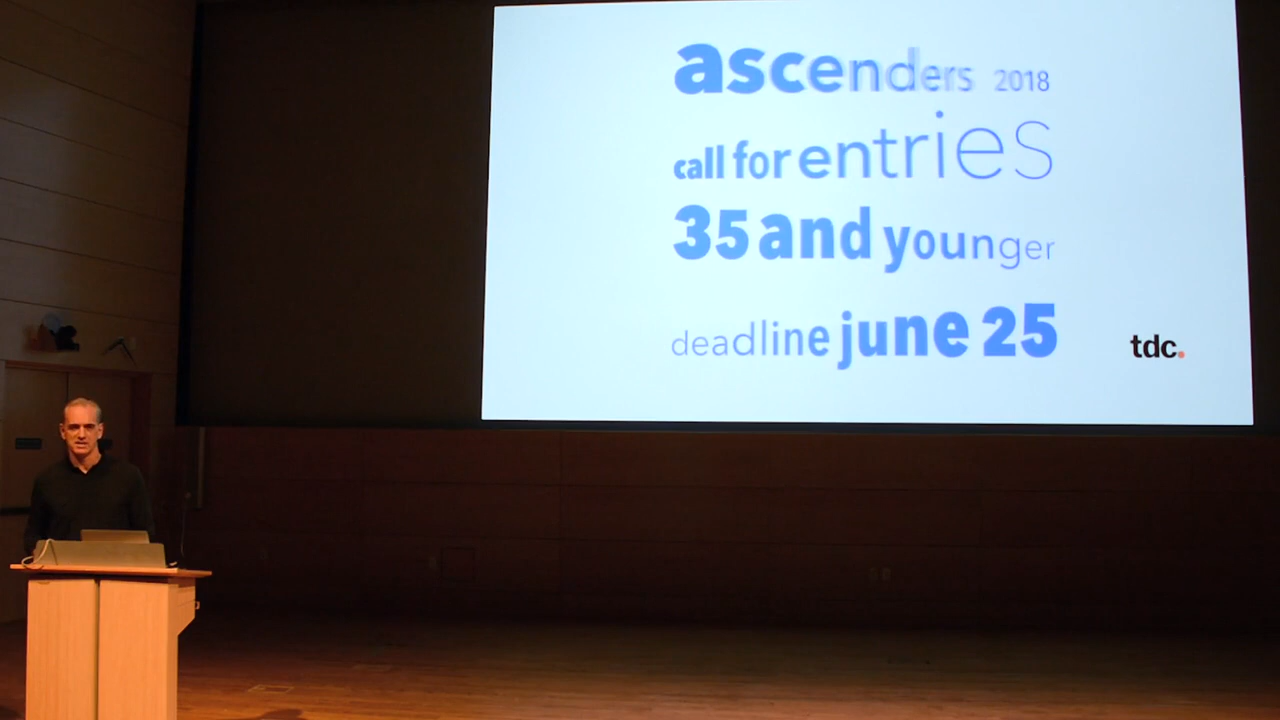 ascenders 2018
call for entries
35 and younger
deadline june 25
tdc.